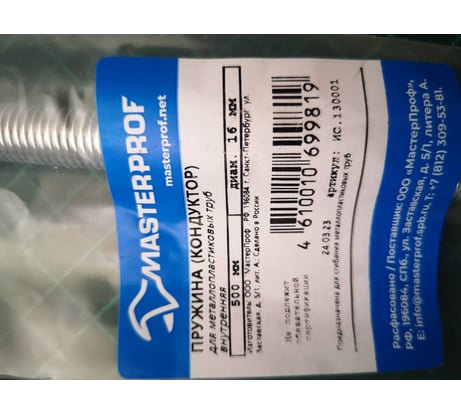 MASTERPROF
masterprof.net
ПРУЖИНА (КОНДУКТОР)
для металлопластиковых труб
внутренняя
500 мм диам. 16 мм
Изготовитель: ООО МастерПроф РФ, 196084, г. Санкт-Петербург ул.
Заставская, д. 5/1, лит. А. Сделано в России
Не подлежит
обязательной
сертификации
4 610010 699819
24.03.23 артикул: ИС.130001
Предназначена для сгибания металлопластиковых труб
Расфасовано / Поставщик: ООО «МастерПроф»,
РФ, 196084, СПб., ул. Заставская, д. 5/1, литера А.
E: info@masterprof.spb.ru, T: +7 (812) 309-53-81.